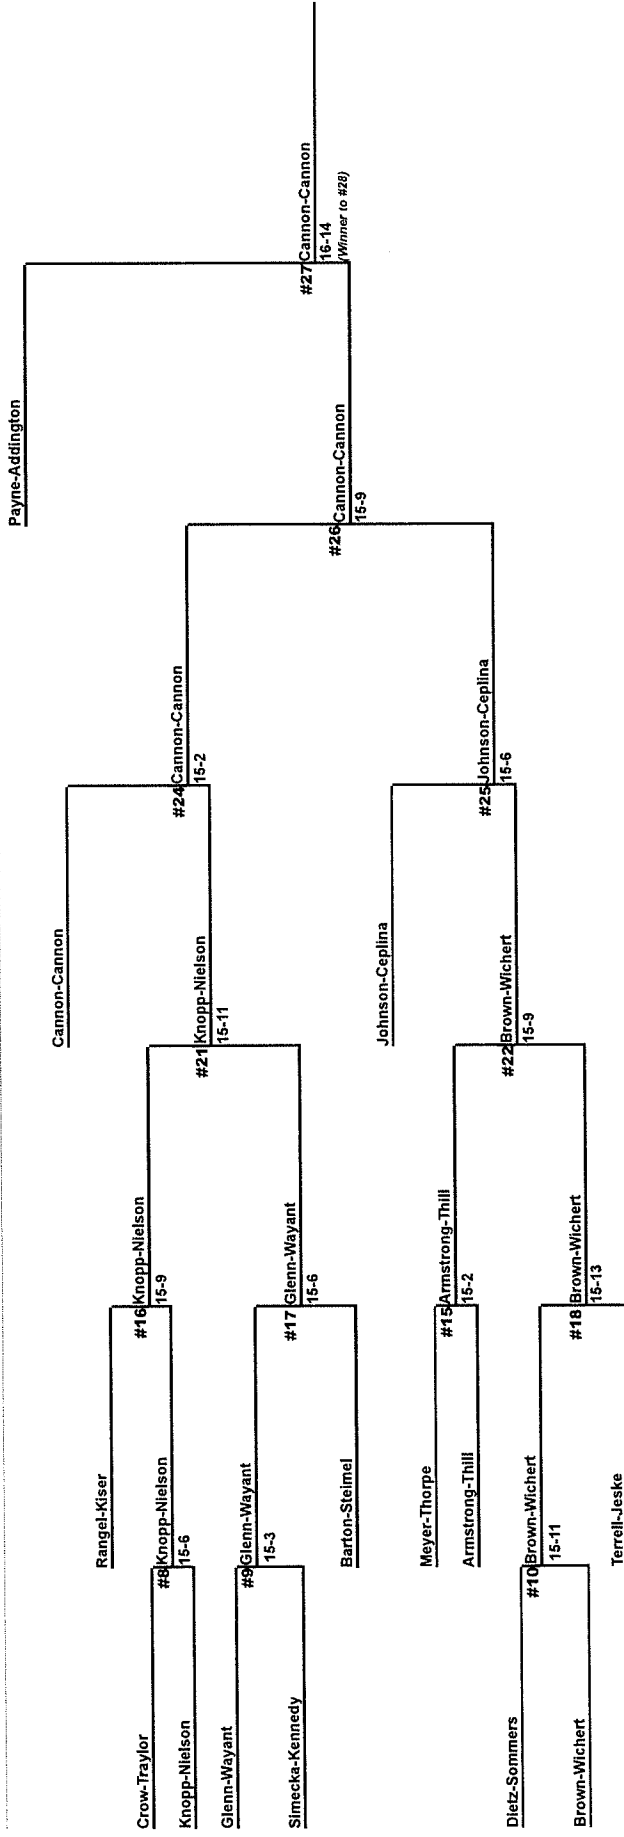 Crow-Traylor
Knopp-Nielson
Glenn-Wayant
Simecka-Kennedy
Dietz-Sommers
Brown-Wichert
Rangel-Kiser
#8 Knopp-Nielson
15-6
#9 Glenn-Wayant
15-3
Barton-Steimel
Meyer-Thorpe
Armstrong-Thill
#10 Brown-Wichert
15-11
Terrell-Jeske
#16 Knopp-Nielson
15-9
#17 Glenn-Wayant
15-6
#15 Armstrong-Thill
15-2
#18 Brown-Wichert
15-13
Cannon-Cannon
#21 Knopp-Nielson
15-11
Johnson-Ceplina
#22 Brown-Wichert
15-9
#24 Cannon-Cannon
15-2
#25 Johnson-Ceplina
15-6
Payne-Addington
#26 Cannon-Cannon
15-9
#27 Cannon-Cannon
16-14
(Winner to #28)